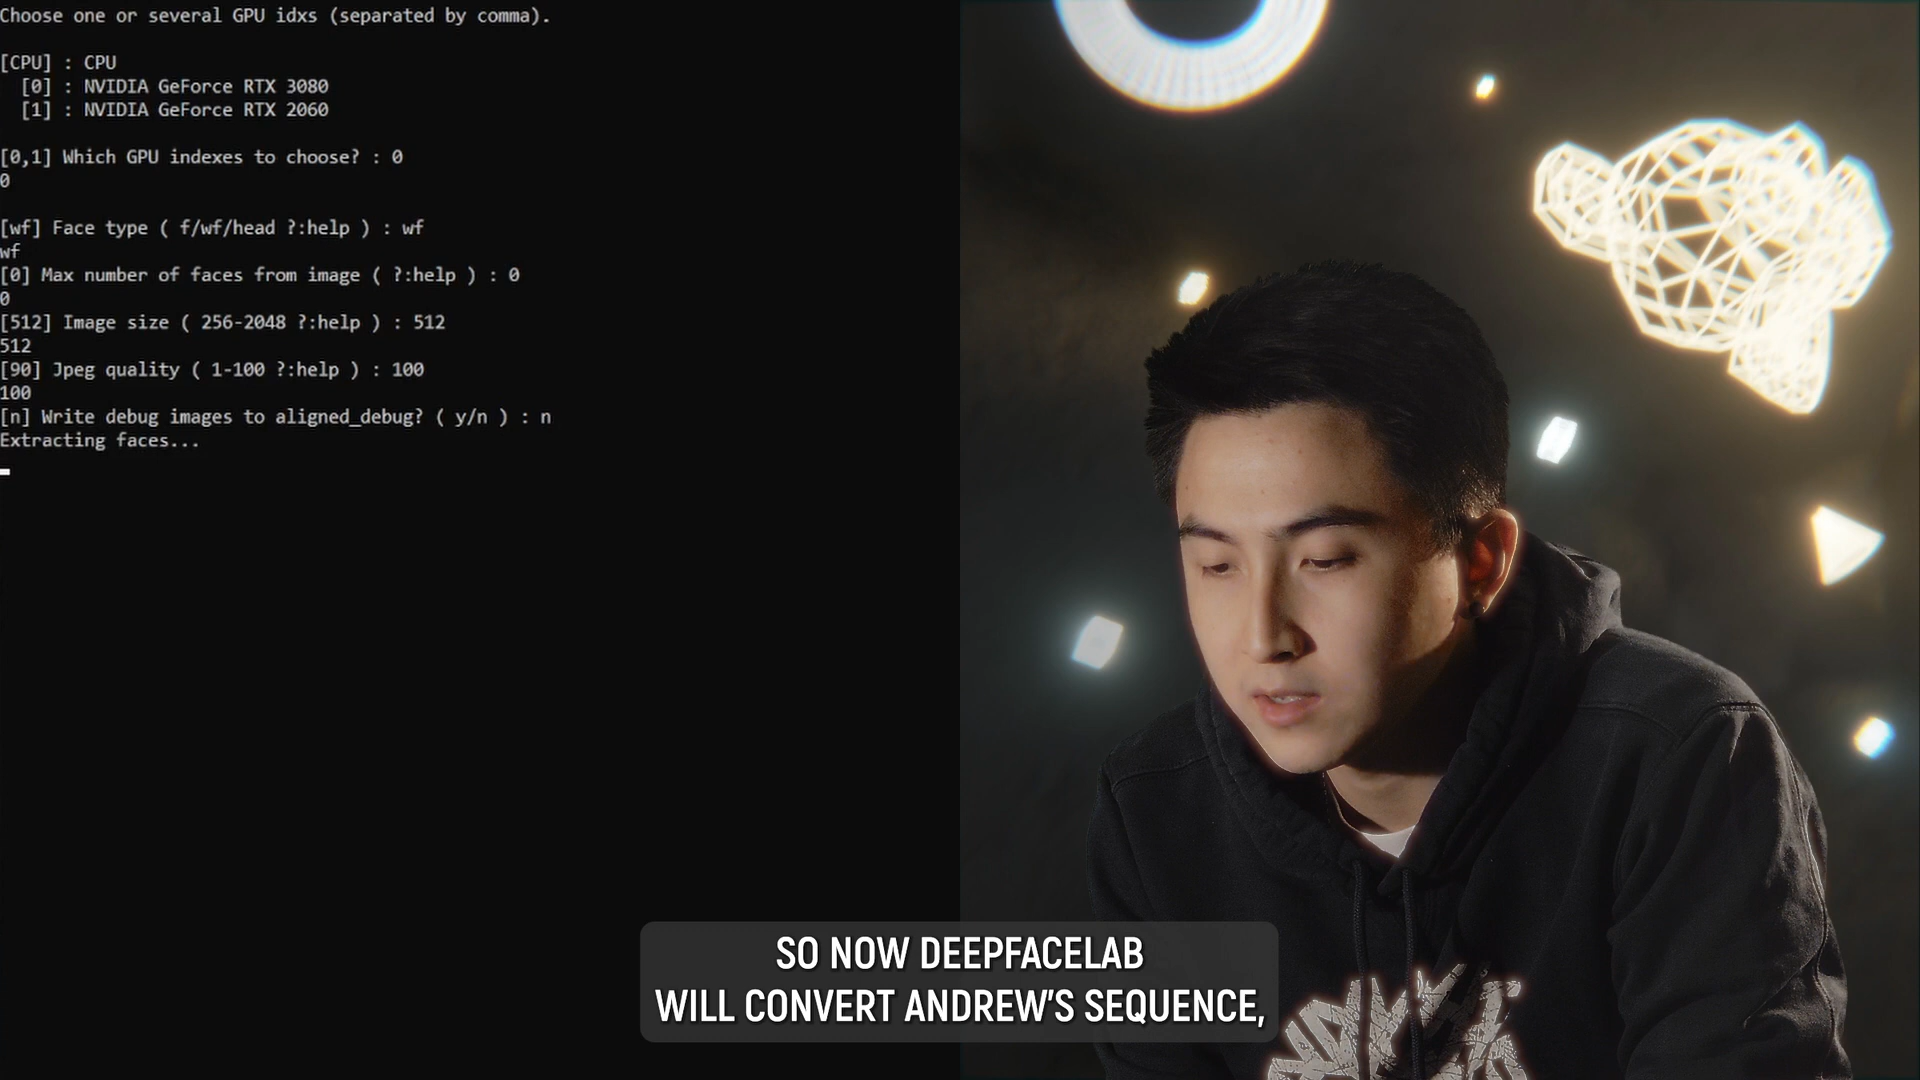 Choose one or several GPU idxs (separated by comma).
[CPU] : CPU
[0] : NVIDIA GeForce RTX 3080
[1] : NVIDIA GeForce RTX 2060
[0,1] Which GPU indexes to choose? : 0
0
[wf] Face type ( f/wf/head ?:help ) : wf
wf
[0] Max number of faces from image ( ?:help ) : 0
0
[512] Image size ( 256-2048 ?:help ) : 512
512
[90] Jpeg quality ( 1-100 ?:help ) : 100
100
[n] Write debug images to aligned_debug? ( y/n ) : n
Extracting faces...
SO NOW DEEPFACELAB
WILL CONVERT ANDREW'S SEQUENCE,